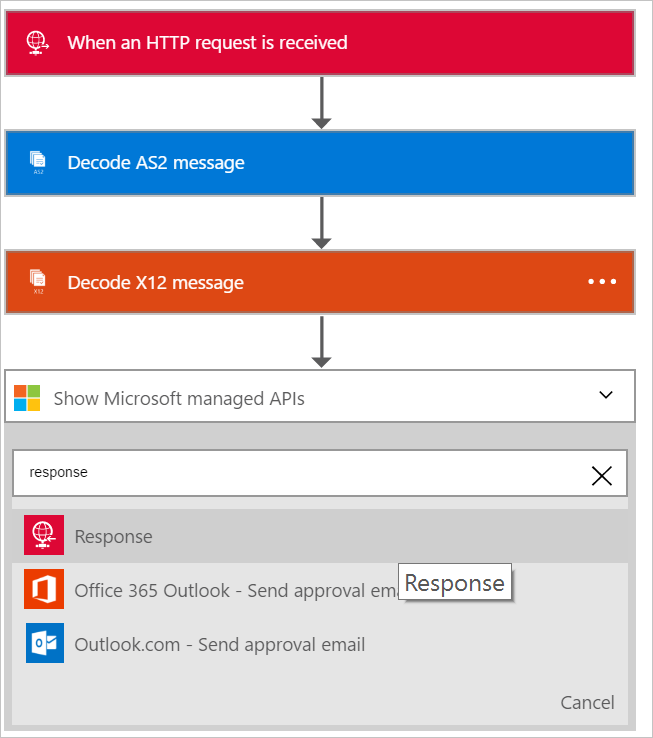 When an HTTP request is received
AS2
Decode AS2 message
X12
Decode X12 message
Show Microsoft managed APIs
response
Response
Office 365 Outlook - Send approval ema
Response
Outlook.com - Send approval email
Cancel